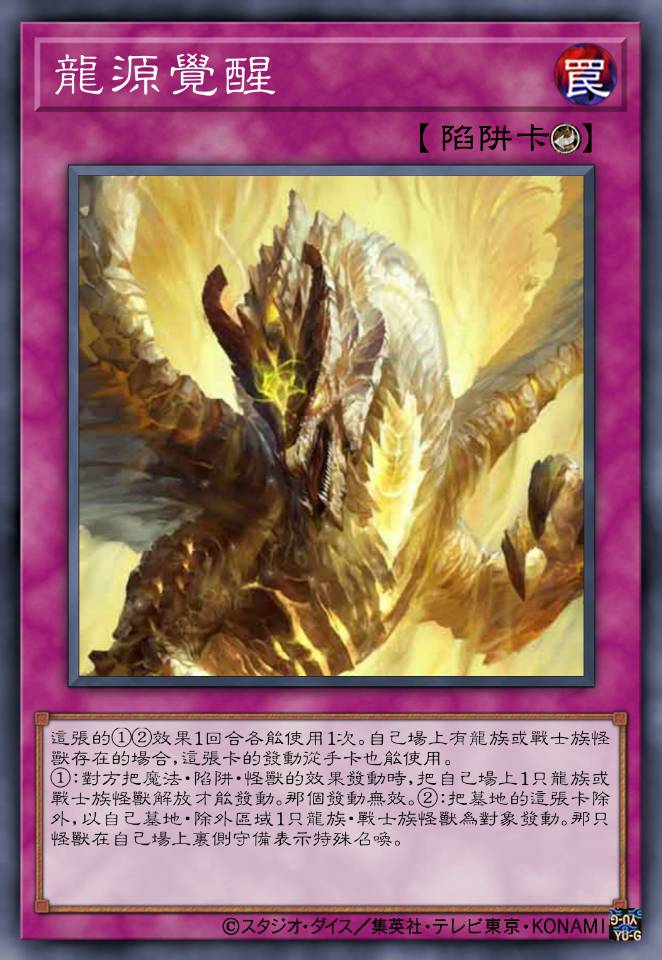 龍源覺醒
罠
【陷阱卡】
這張的①②效果1回合各能使用1次。自己場上有龍族或戰士族怪
獸存在的場合,這張卡的發動從手卡也能使用。
①:對方把魔法・陷阱・怪獸的效果發動時,把自己場上1只龍族或
戰士族怪獸解放才能發動。那個發動無效。②:把墓地的這張卡除
外,以自己墓地・除外區域1只龍族・戰士族怪獸為對象發動。那只
怪獸在自己場上裏側守備表示特殊召喚。
©スタジオ・ダイス/集英社・テレビ東京・KONAMI